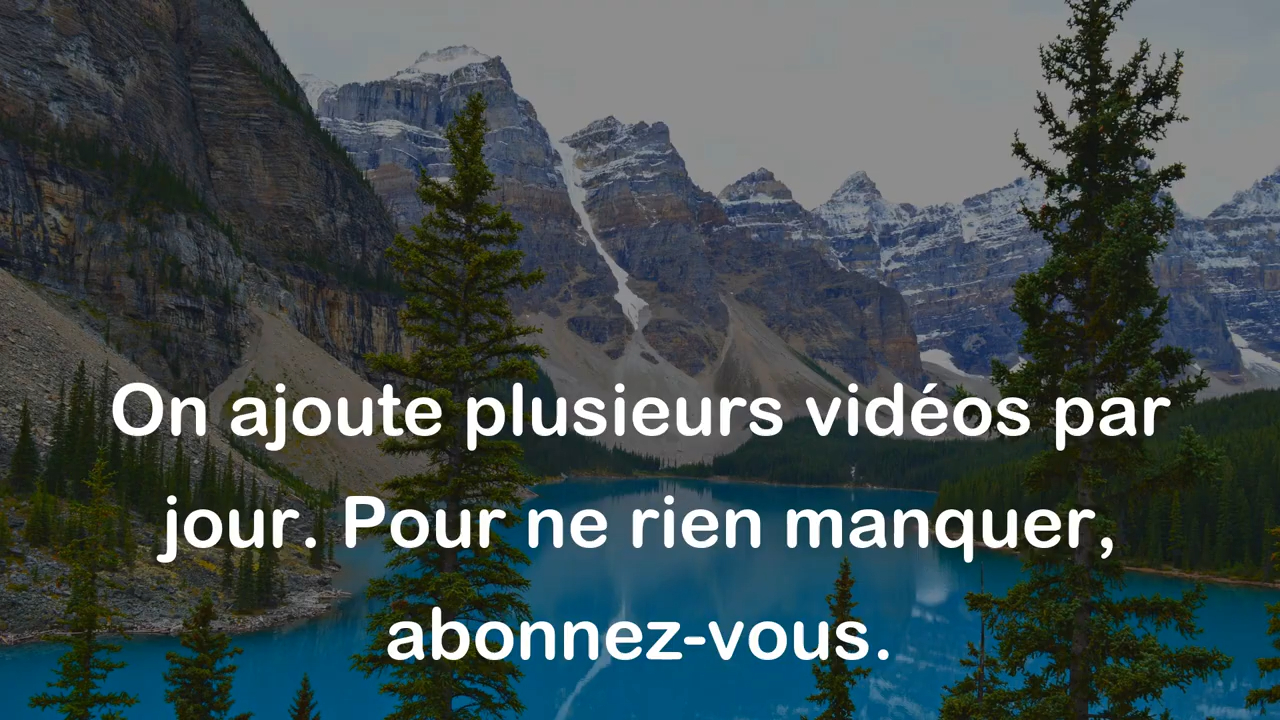 On ajoute plusieurs vidéos par
jour. Pour ne rien manquer,
abonnez-vous.